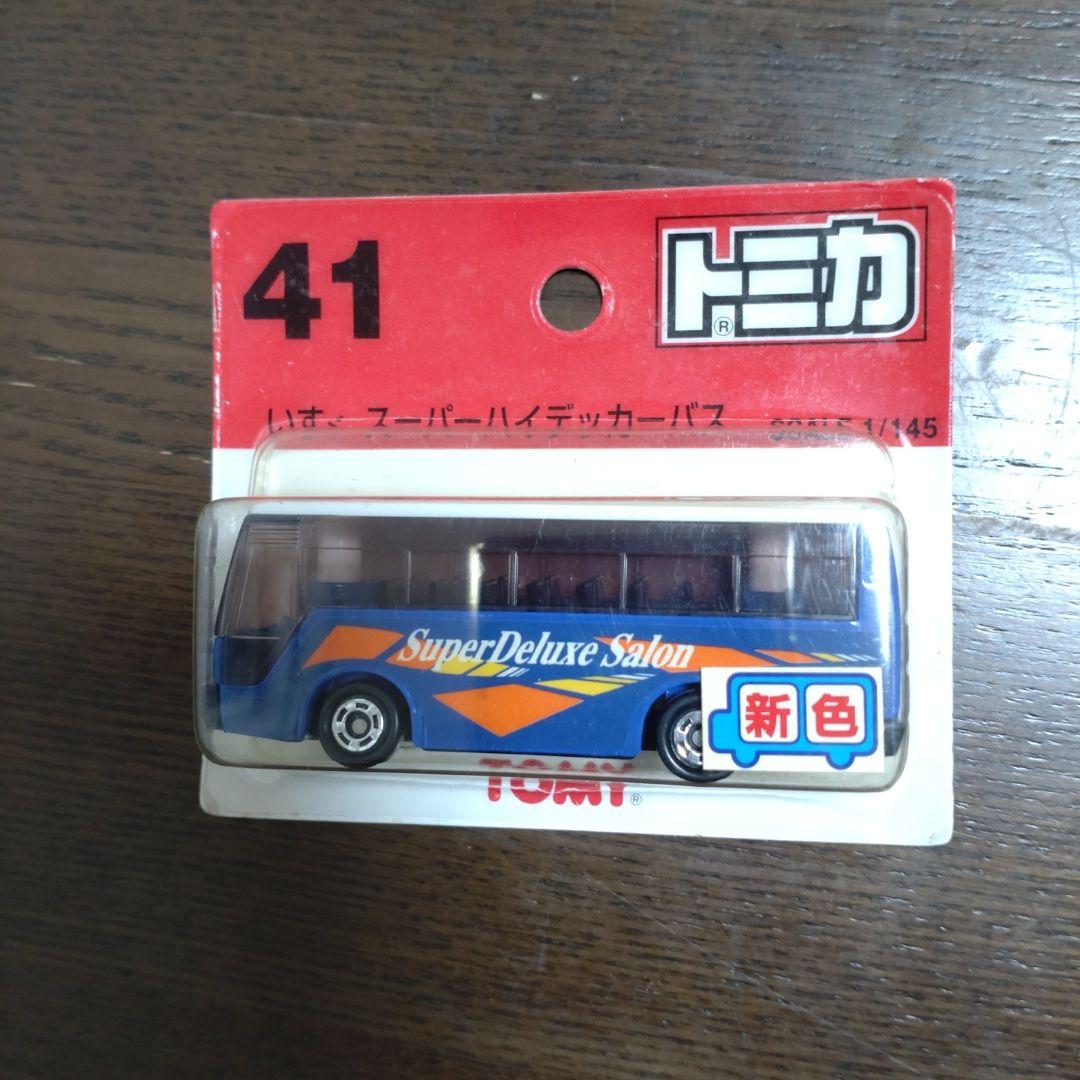 41
トミカ
®
いすゞ スーパーハイデッカーバス
SCALE 1/145
SuperDeluxe Salon
新色
TOMY®